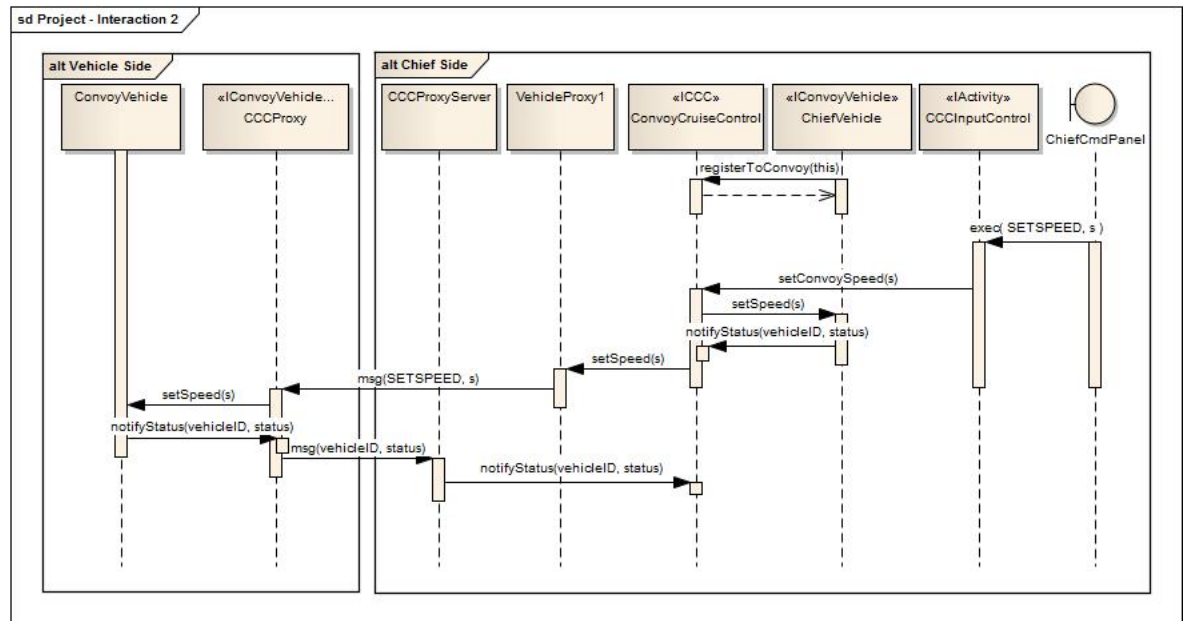 sd Project - Interaction 2
alt Vehicle Side
alt Chief Side
ConvoyVehicle
«IConvoyVehicle...
CCCProxy
CCCProxyServer
VehicleProxy1
«ICCC»
ConvoyCruiseControl
«IConvoyVehicle»
ChiefVehicle
«IActivity»
CCCInputControl
ChiefCmdPanel
registerToConvoy(this)
exec( SETSPEED, s )
setConvoySpeed(s)
setSpeed(s)
notifyStatus(vehicleID, status)
setSpeed(s)
msg(SETSPEED, s)
setSpeed(s)
notifyStatus(vehicleID, status)
msg(vehicleID, status)
notifyStatus(vehicleID, status)